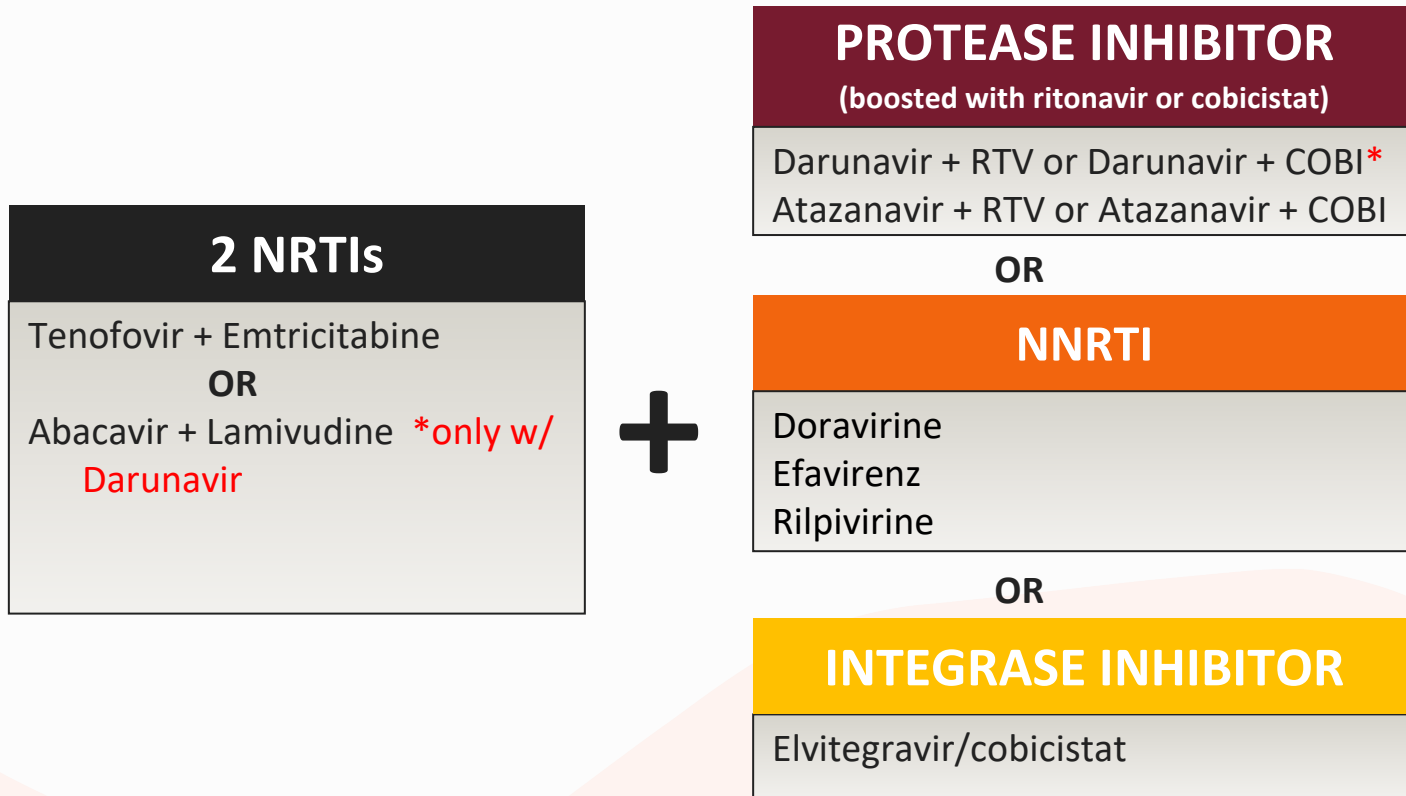 2 NRTIs
Tenofovir + Emtricitabine
OR
Abacavir + Lamivudine *only w/
Darunavir
+
PROTEASE INHIBITOR
(boosted with ritonavir or cobicistat)
Darunavir + RTV or Darunavir + COBI*
Atazanavir + RTV or Atazanavir + COBI
OR
NNRTI
Doravirine
Efavirenz
Rilpivirine
OR
INTEGRASE INHIBITOR
Elvitegravir/cobicistat